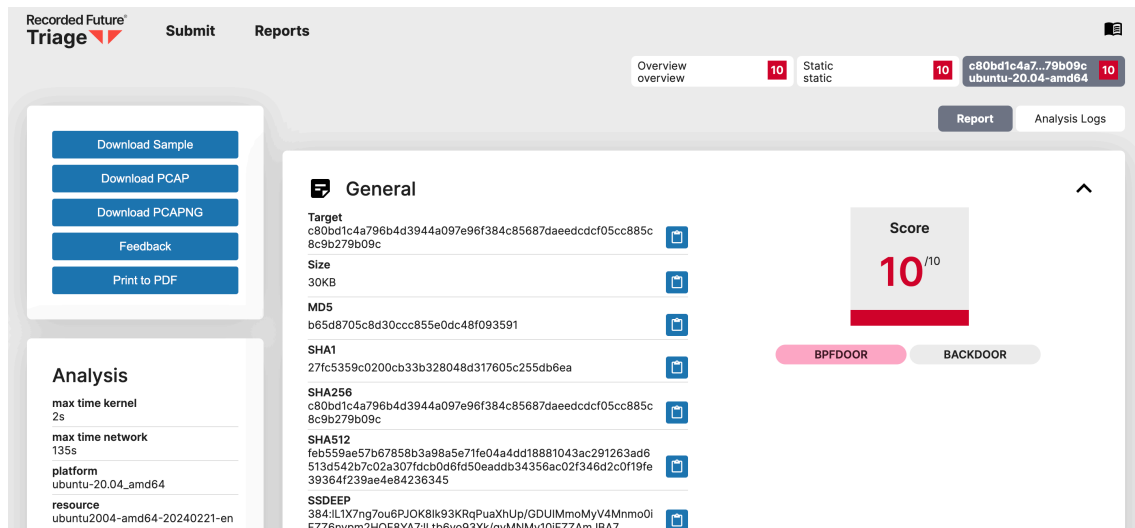 Recorded Future®
Triage
Submit
Reports
Overview
overview
10
Static
static
10
c80bd1c4a7...79b09c
ubuntu-20.04-amd64
10
Report
Analysis Logs
Download Sample
Download PCAP
Download PCAPNG
Feedback
Print to PDF
Analysis
max time kernel
2s
max time network
135s
platform
ubuntu-20.04_amd64
resource
ubuntu2004-amd64-20240221-en
General
Target
c80bd1c4a796b4d3944a097e96f384c85687daeedcdcf05cc885c
8c9b279b09c
Size
30KB
MD5
b65d8705c8d30ccc855e0dc48f093591
SHA1
27fc5359c0200cb33b328048d317605c255db6ea
SHA256
c80bd1c4a796b4d3944a097e96f384c85687daeedcdcf05cc885c
8c9b279b09c
SHA512
feb559ae57b67858b3a98a5e71fe04a4dd18881043ac291263ad6
513d542b7c02a307fdcb0d6fd50eaddb34356ac02f346d2c0f19fe
39364f239ae4e84236345
SSDEEP
384:IL1X7ng7ou6PJOK8Ik93KRqPuaXhUp/GDUIMmoMyV4Mnmo0i
Score
10/10
BPFDOOR
BACKDOOR